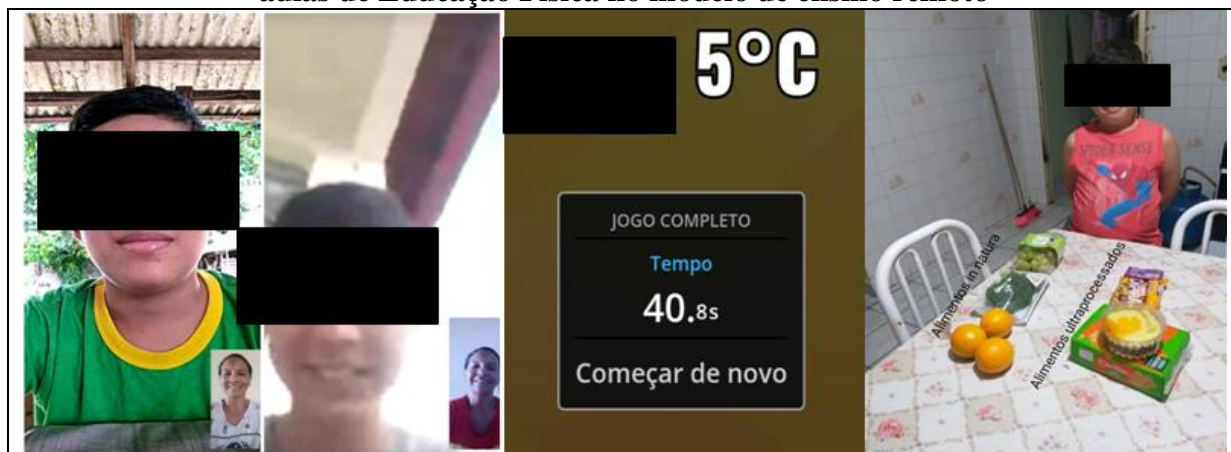 aulas de Educação Física no modelo de ensino remoto
5°C
JOGO COMPLETO
Tempo
40.8s
Começar de novo
SPIDER SENSE
Alimentos in natura
Alimentos ultraprocessados